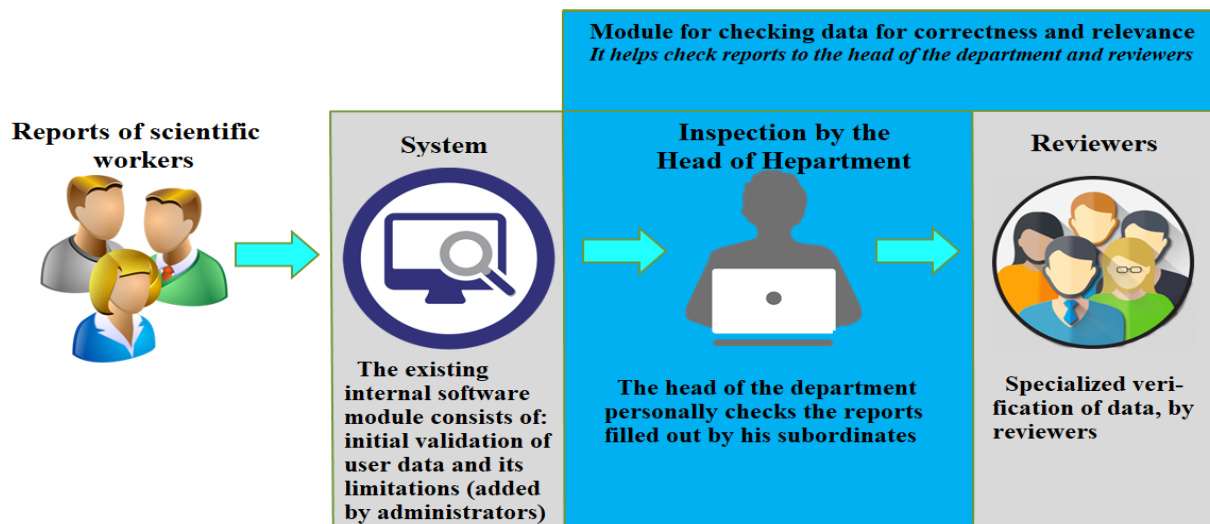 Module for checking data for correctness and relevance
It helps check reports to the head of the department and reviewers
Reports of scientific
workers
System
Inspection by the
Head of Hepartment
Reviewers
The existing
internal software
module consists of:
initial validation of
user data and its
limitations (added
by administrators)
The head of the department
personally checks the reports
filled out by his subordinates
Specialized veri-
fication of data, by
reviewers